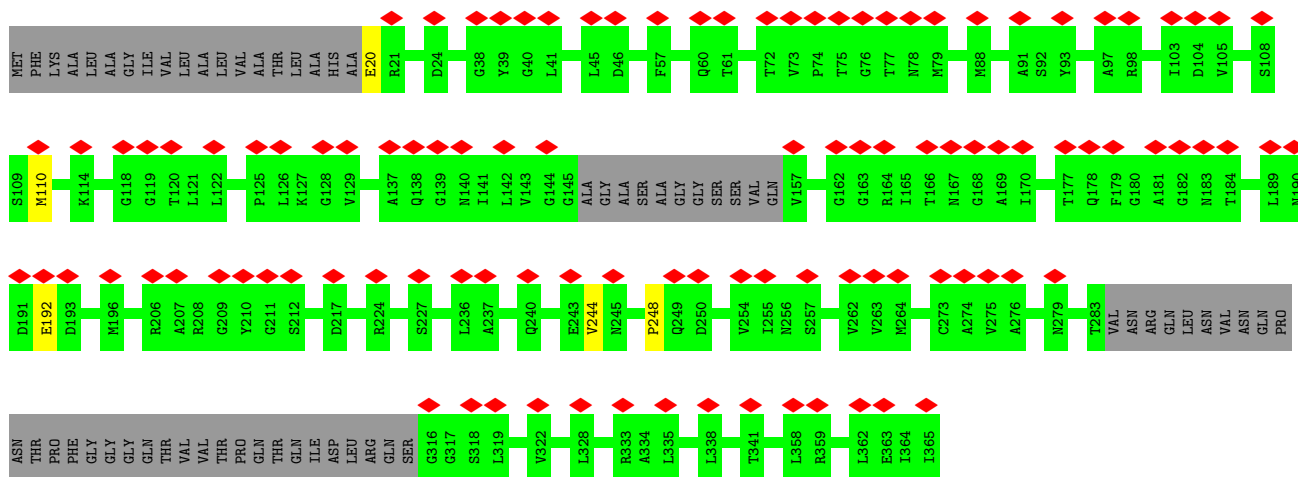 MET PHE LYS ALA LEU ALA GLY ILE VAL LEU ALA LEU VAL ALA THR LEU ALA HIS ALA E20 R21 D24 G38 Y39 G40 L41 L45 D46 F57 Q60 T61 T72 V73 P74 T75 G76 T77 N78 M79 M88 A91 S92 Y93 A97 R98 I103 D104 V105 S108
S109 M110 K114 G118 G119 T120 L121 L122 P125 L126 K127 G128 V129 A137 Q138 G139 N140 I141 L142 V143 G144 G145 ALA GLY ALA SER ALA GLY GLY SER SER VAL GLN V157 G162 G163 R164 I165 T166 N167 G168 A169 I170 T177 Q178 F179 G180 A181 G182 N183 T184 L189 N190
D191 E192 D193 M196 R206 A207 R208 G209 Y210 G211 S212 D217 R224 S227 L236 A237 Q240 E243 V244 N245 P248 Q249 D250 V254 I255 N256 S257 V262 V263 M264 C273 A274 V275 A276 N279 T283 VAL ASN ARG GLN LEU ASN VAL ASN GLN PRO
ASN THR PRO PHE GLY GLY GLY GLN THR VAL VAL THR PRO GLN THR GLN ILE ASP LEU ARG GLN SER G316 G317 S318 L319 V322 L328 R333 A334 L335 L338 T341 L358 R359 L362 E363 I364 I365